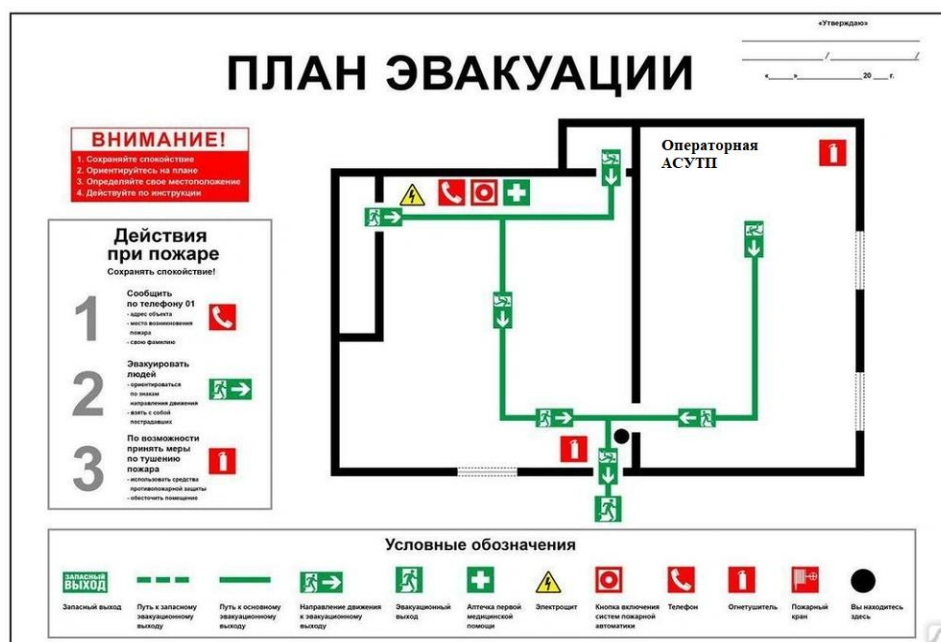 «Утверждаю»
/ /
« » 20 г.
ПЛАН ЭВАКУАЦИИ
ВНИМАНИЕ!
1. Сохраняйте спокойствие
2. Ориентируйтесь на плане
3. Определяйте свое местоположение
4. Действуйте по инструкции
Действия
при пожаре
Сохранять спокойствие!
1
Сообщить
по телефону 01
- адрес объекта
- место возникновения
пожара
- свою фамилию
2
Эвакуировать
людей
- ориентироваться
по знакам
направления движения
- взять с собой
пострадавших
3
По возможности
принять меры
по тушению
пожара
- использовать средства
противопожарной защиты
- обесточить помещение
Операторная
АСУТП
Условные обозначения
ЗАПАСНЫЙ
ВЫХОД
Запасный выход
Путь к запасному
эвакуационному
выходу
Путь к основному
эвакуационному
выходу
Направление движения
к эвакуационному
выходу
Эвакуационный
выход
Аптечка первой
медицинской
помощи
Электрощит
Кнопка включения
систем пожарной
автоматики
Телефон
Огнетушитель
Пожарный
кран
Вы находитесь
здесь